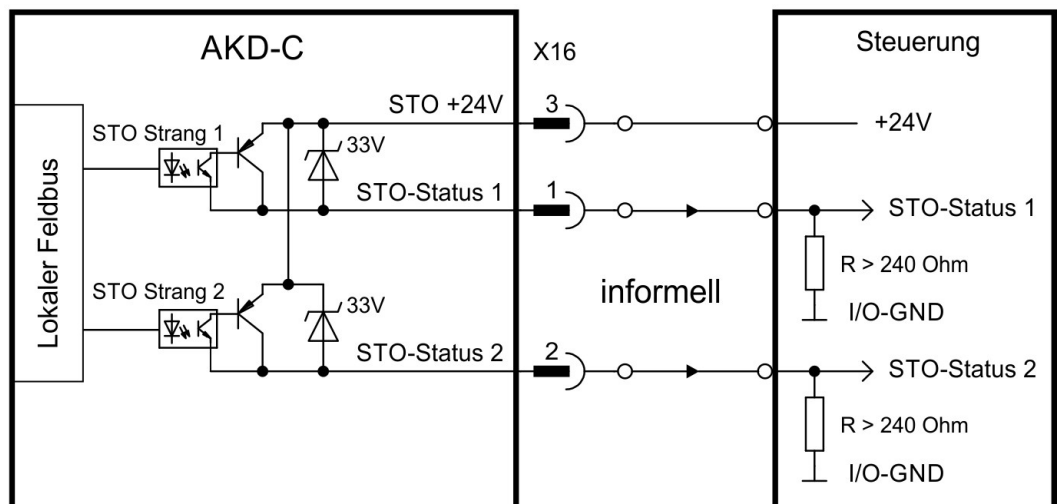 AKD-C
X16
Steuerung
Lokaler Feldbus
STO +24V
3
+24V
STO Strang 1
33V
STO-Status 1
1
STO-Status 1
R > 240 Ohm
I/O-GND
informell
STO Strang 2
33V
STO-Status 2
2
STO-Status 2
R > 240 Ohm
I/O-GND